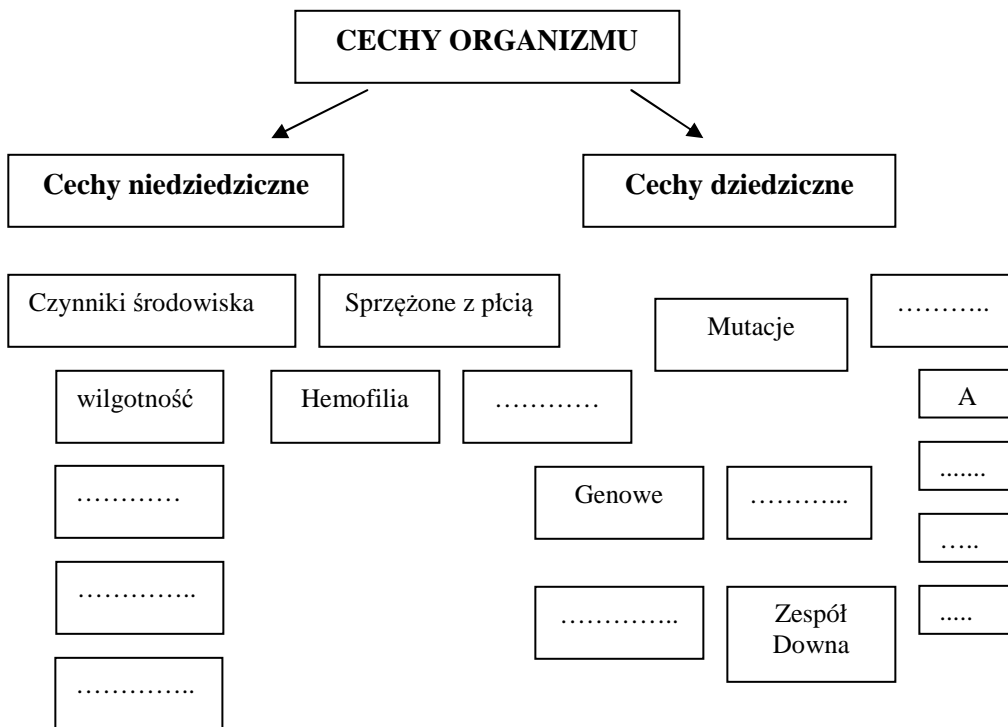 CECHY ORGANIZMU
Cechy niedziedziczne
Cechy dziedziczne
Czynniki środowiska
Sprzężone z płcią
Mutacje
………..
wilgotność
Hemofilia
…………
A
…………
Genowe
………...
.......
…..
…………..
…………..
Zespół
Downa
.....
…………..